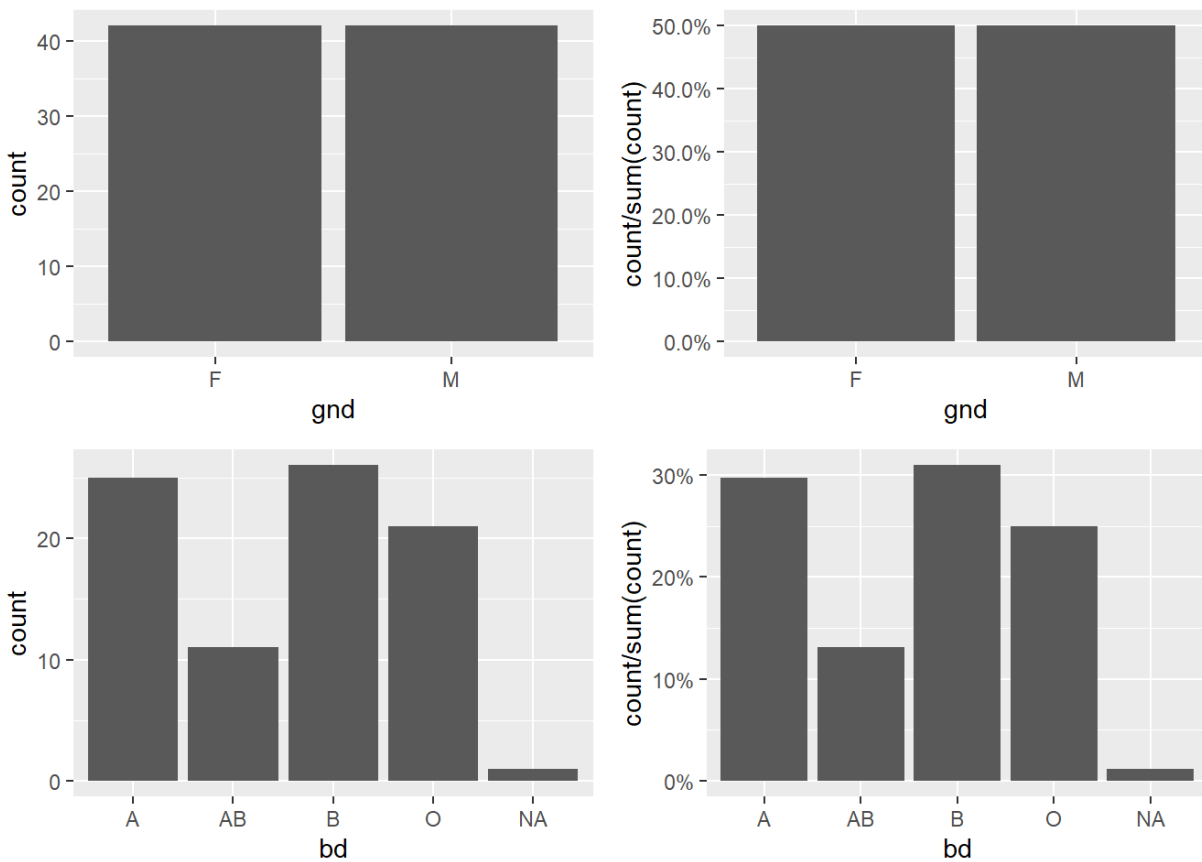 count
40
30
20
10
0
F M
gnd
count/sum(count)
50.0%
40.0%
30.0%
20.0%
10.0%
0.0%
F M
gnd
count
20
10
0
A AB B O NA
bd
count/sum(count)
30%
20%
10%
0%
A AB B O NA
bd